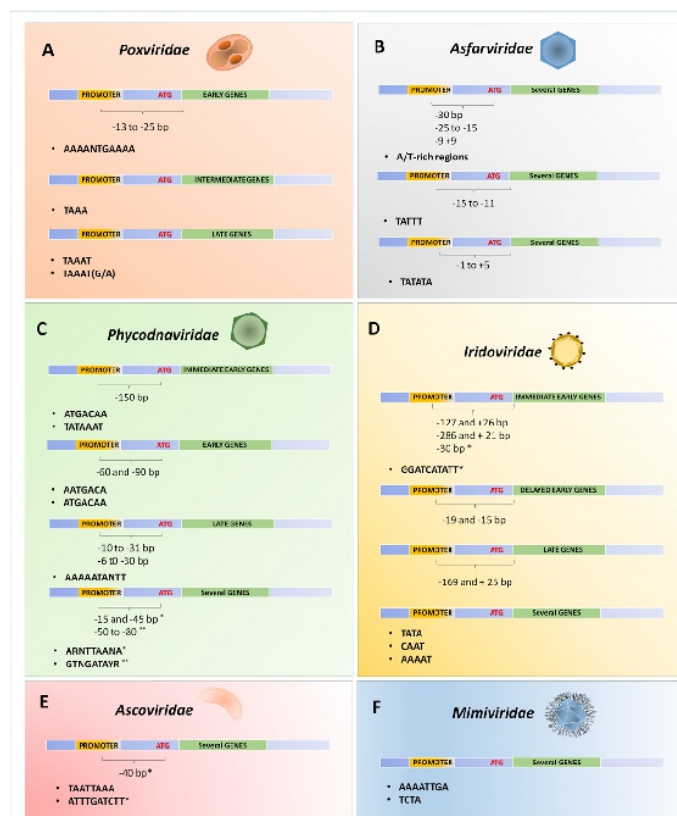 A
Poxviridae
PROMOTER ATG EARLY GENES
-13 to -25 bp
• AAAANTGAAAA
PROMOTER ATG INTERMEDIATE GENES
• TAAA
PROMOTER ATG LATE GENES
• TAAAT
• TAAAT(G/A)
B
Asfarviridae
PROMOTER ATG Several GENES
-30 bp
-25 to -15
-9 +9
• A/T-rich regions
PROMOTER ATG Several GENES
-15 to -11
• TATTT
PROMOTER ATG Several GENES
-1 to +5
• TATATA
C
Phycodnaviridae
PROMOTER ATG IMMEDIATE EARLY GENES
-150 bp
• ATGACAA
• TATAAAT
PROMOTER ATG EARLY GENES
-60 and -90 bp
• AATGACA
• ATGACAA
PROMOTER ATG LATE GENES
-10 to -31 bp
-6 to -30 bp
• AAAAATANTT
PROMOTER ATG Several GENES
-15 and -45 bp *
-50 to -80 **
• ARNTTAANA*
• GTNGATAYR**
D
Iridoviridae
PROMOTER ATG IMMEDIATE EARLY GENES
-127 and +26 bp
-286 and + 21 bp
-30 bp *
• GGATCATATT*
PROMOTER ATG DELAYED EARLY GENES
-19 and -15 bp
PROMOTER ATG LATE GENES
-169 and + 25 bp
PROMOTER ATG Several GENES
• TATA
• CAAT
• AAAAT
E
Ascoviridae
PROMOTER ATG Several GENES
-40 bp*
• TAATTAAA
• ATTTGATCTT*
F
Mimiviridae
PROMOTER ATG Several GENES
• AAAATTGA
• TCTA